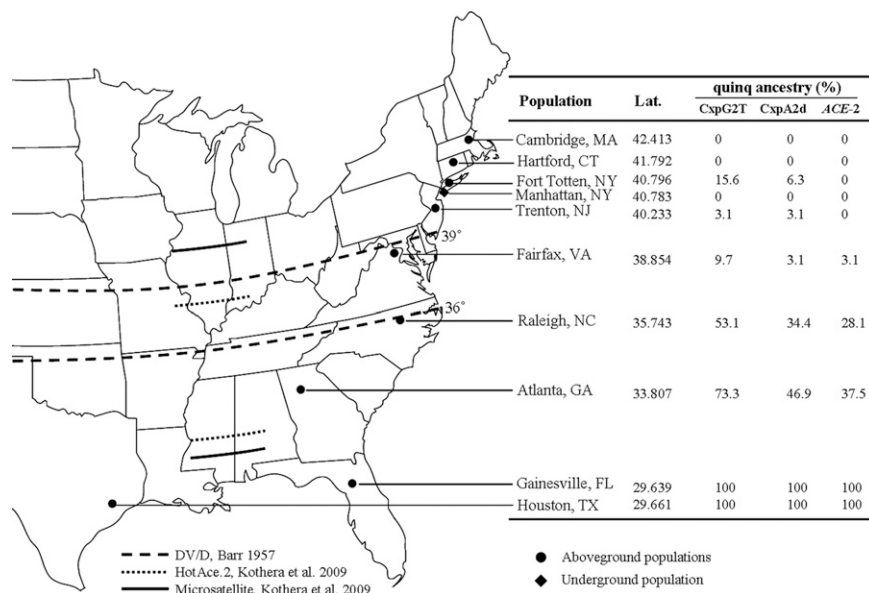 quinq ancestry (%)
Population Lat. CxpG2T CxpA2d ACE-2
Cambridge, MA 42.413 0 0 0
Hartford, CT 41.792 0 0 0
Fort Totten, NY 40.796 15.6 6.3 0
Manhattan, NY 40.783 0 0 0
Trenton, NJ 40.233 3.1 3.1 0
39°
Fairfax, VA 38.854 9.7 3.1 3.1
36°
Raleigh, NC 35.743 53.1 34.4 28.1
Atlanta, GA 33.807 73.3 46.9 37.5
Gainesville, FL 29.639 100 100 100
Houston, TX 29.661 100 100 100
DV/D, Barr 1957
HotAce.2, Kothera et al. 2009
Microsatellite, Kothera et al. 2009
Aboveground populations
Underground population